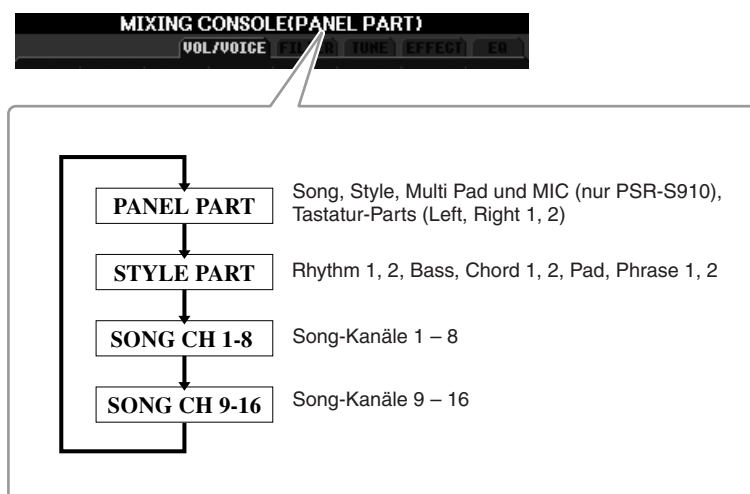 MIXING CONSOLE(PANEL PART)
VOL/VOICE FILTER TUNE EFFECT EQ
PANEL PART
Song, Style, Multi Pad und MIC (nur PSR-S910),
Tastatur-Parts (Left, Right 1, 2)
STYLE PART
Rhythm 1, 2, Bass, Chord 1, 2, Pad, Phrase 1, 2
SONG CH 1-8
Song-Kanäle 1 – 8
SONG CH 9-16
Song-Kanäle 9 – 16